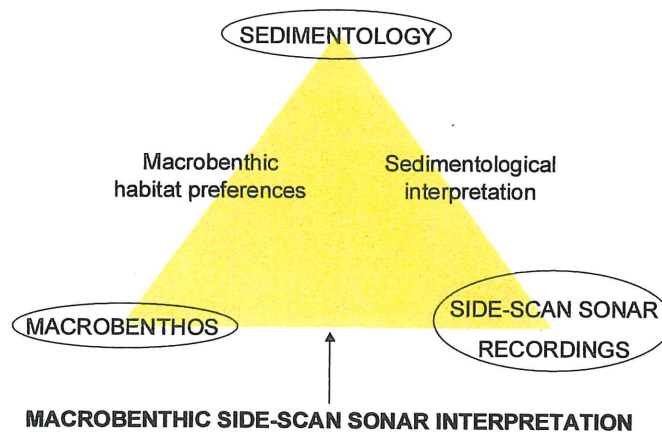 SEDIMENTOLOGY
Macrobenthic
habitat preferences
Sedimentological
interpretation
MACROBENTHOS
SIDE-SCAN SONAR
RECORDINGS
MACROBENTHIC SIDE-SCAN SONAR INTERPRETATION